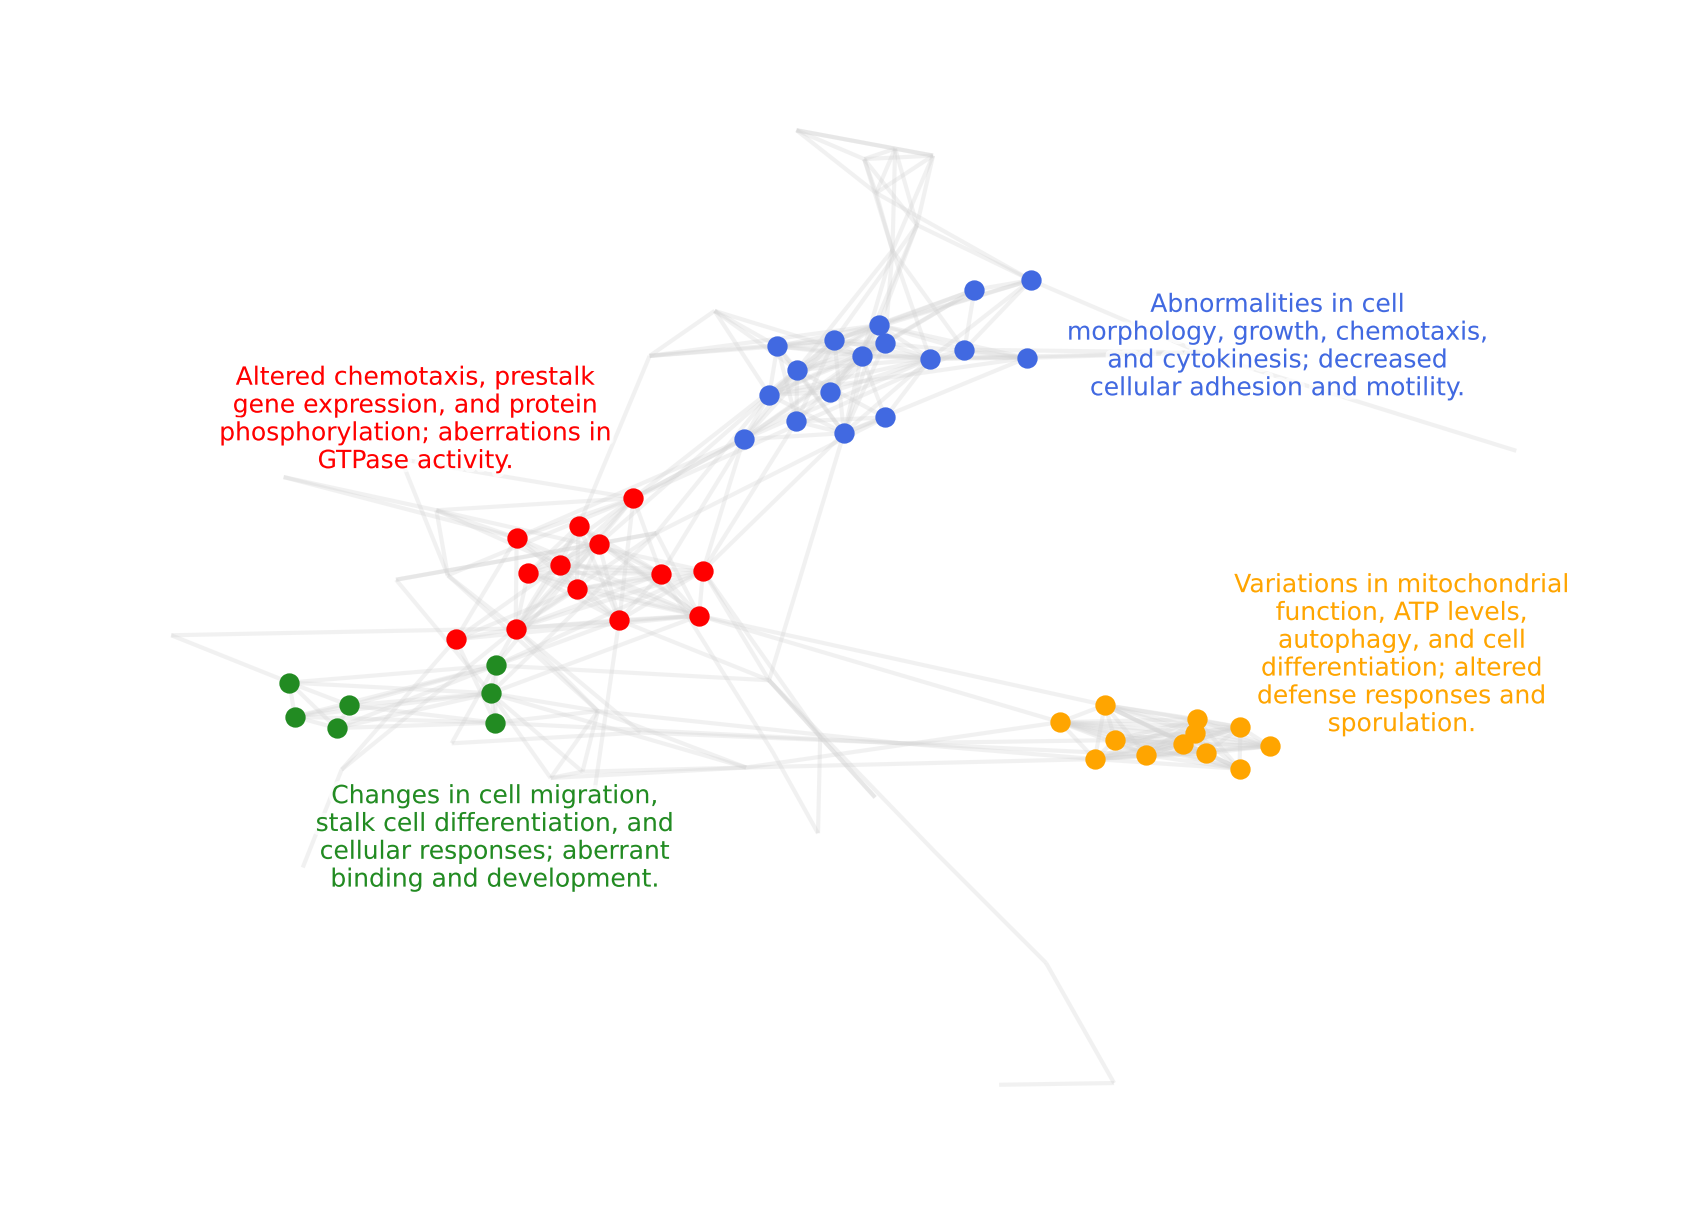 Abnormalities in cell
morphology, growth, chemotaxis,
and cytokinesis; decreased
cellular adhesion and motility.
Altered chemotaxis, prestalk
gene expression, and protein
phosphorylation; aberrations in
GTPase activity.
Variations in mitochondrial
function, ATP levels,
autophagy, and cell
differentiation; altered
defense responses and
sporulation.
Changes in cell migration,
stalk cell differentiation, and
cellular responses; aberrant
binding and development.